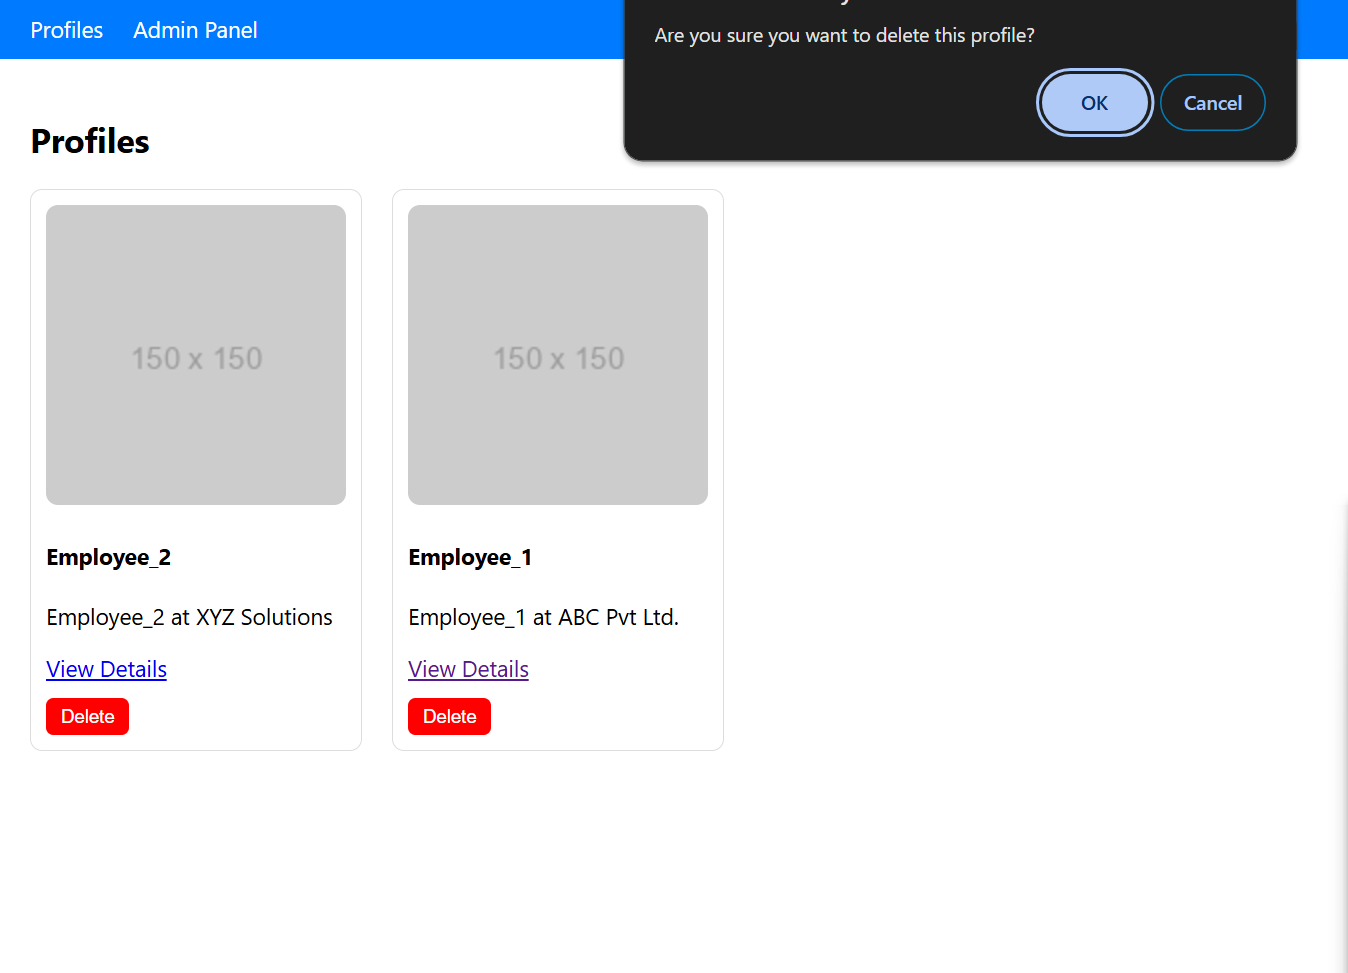 Profiles Admin Panel
Are you sure you want to delete this profile?
OK Cancel
Profiles
150 x 150
150 x 150
Employee_2
Employee_2 at XYZ Solutions
View Details
Delete
Employee_1
Employee_1 at ABC Pvt Ltd.
View Details
Delete